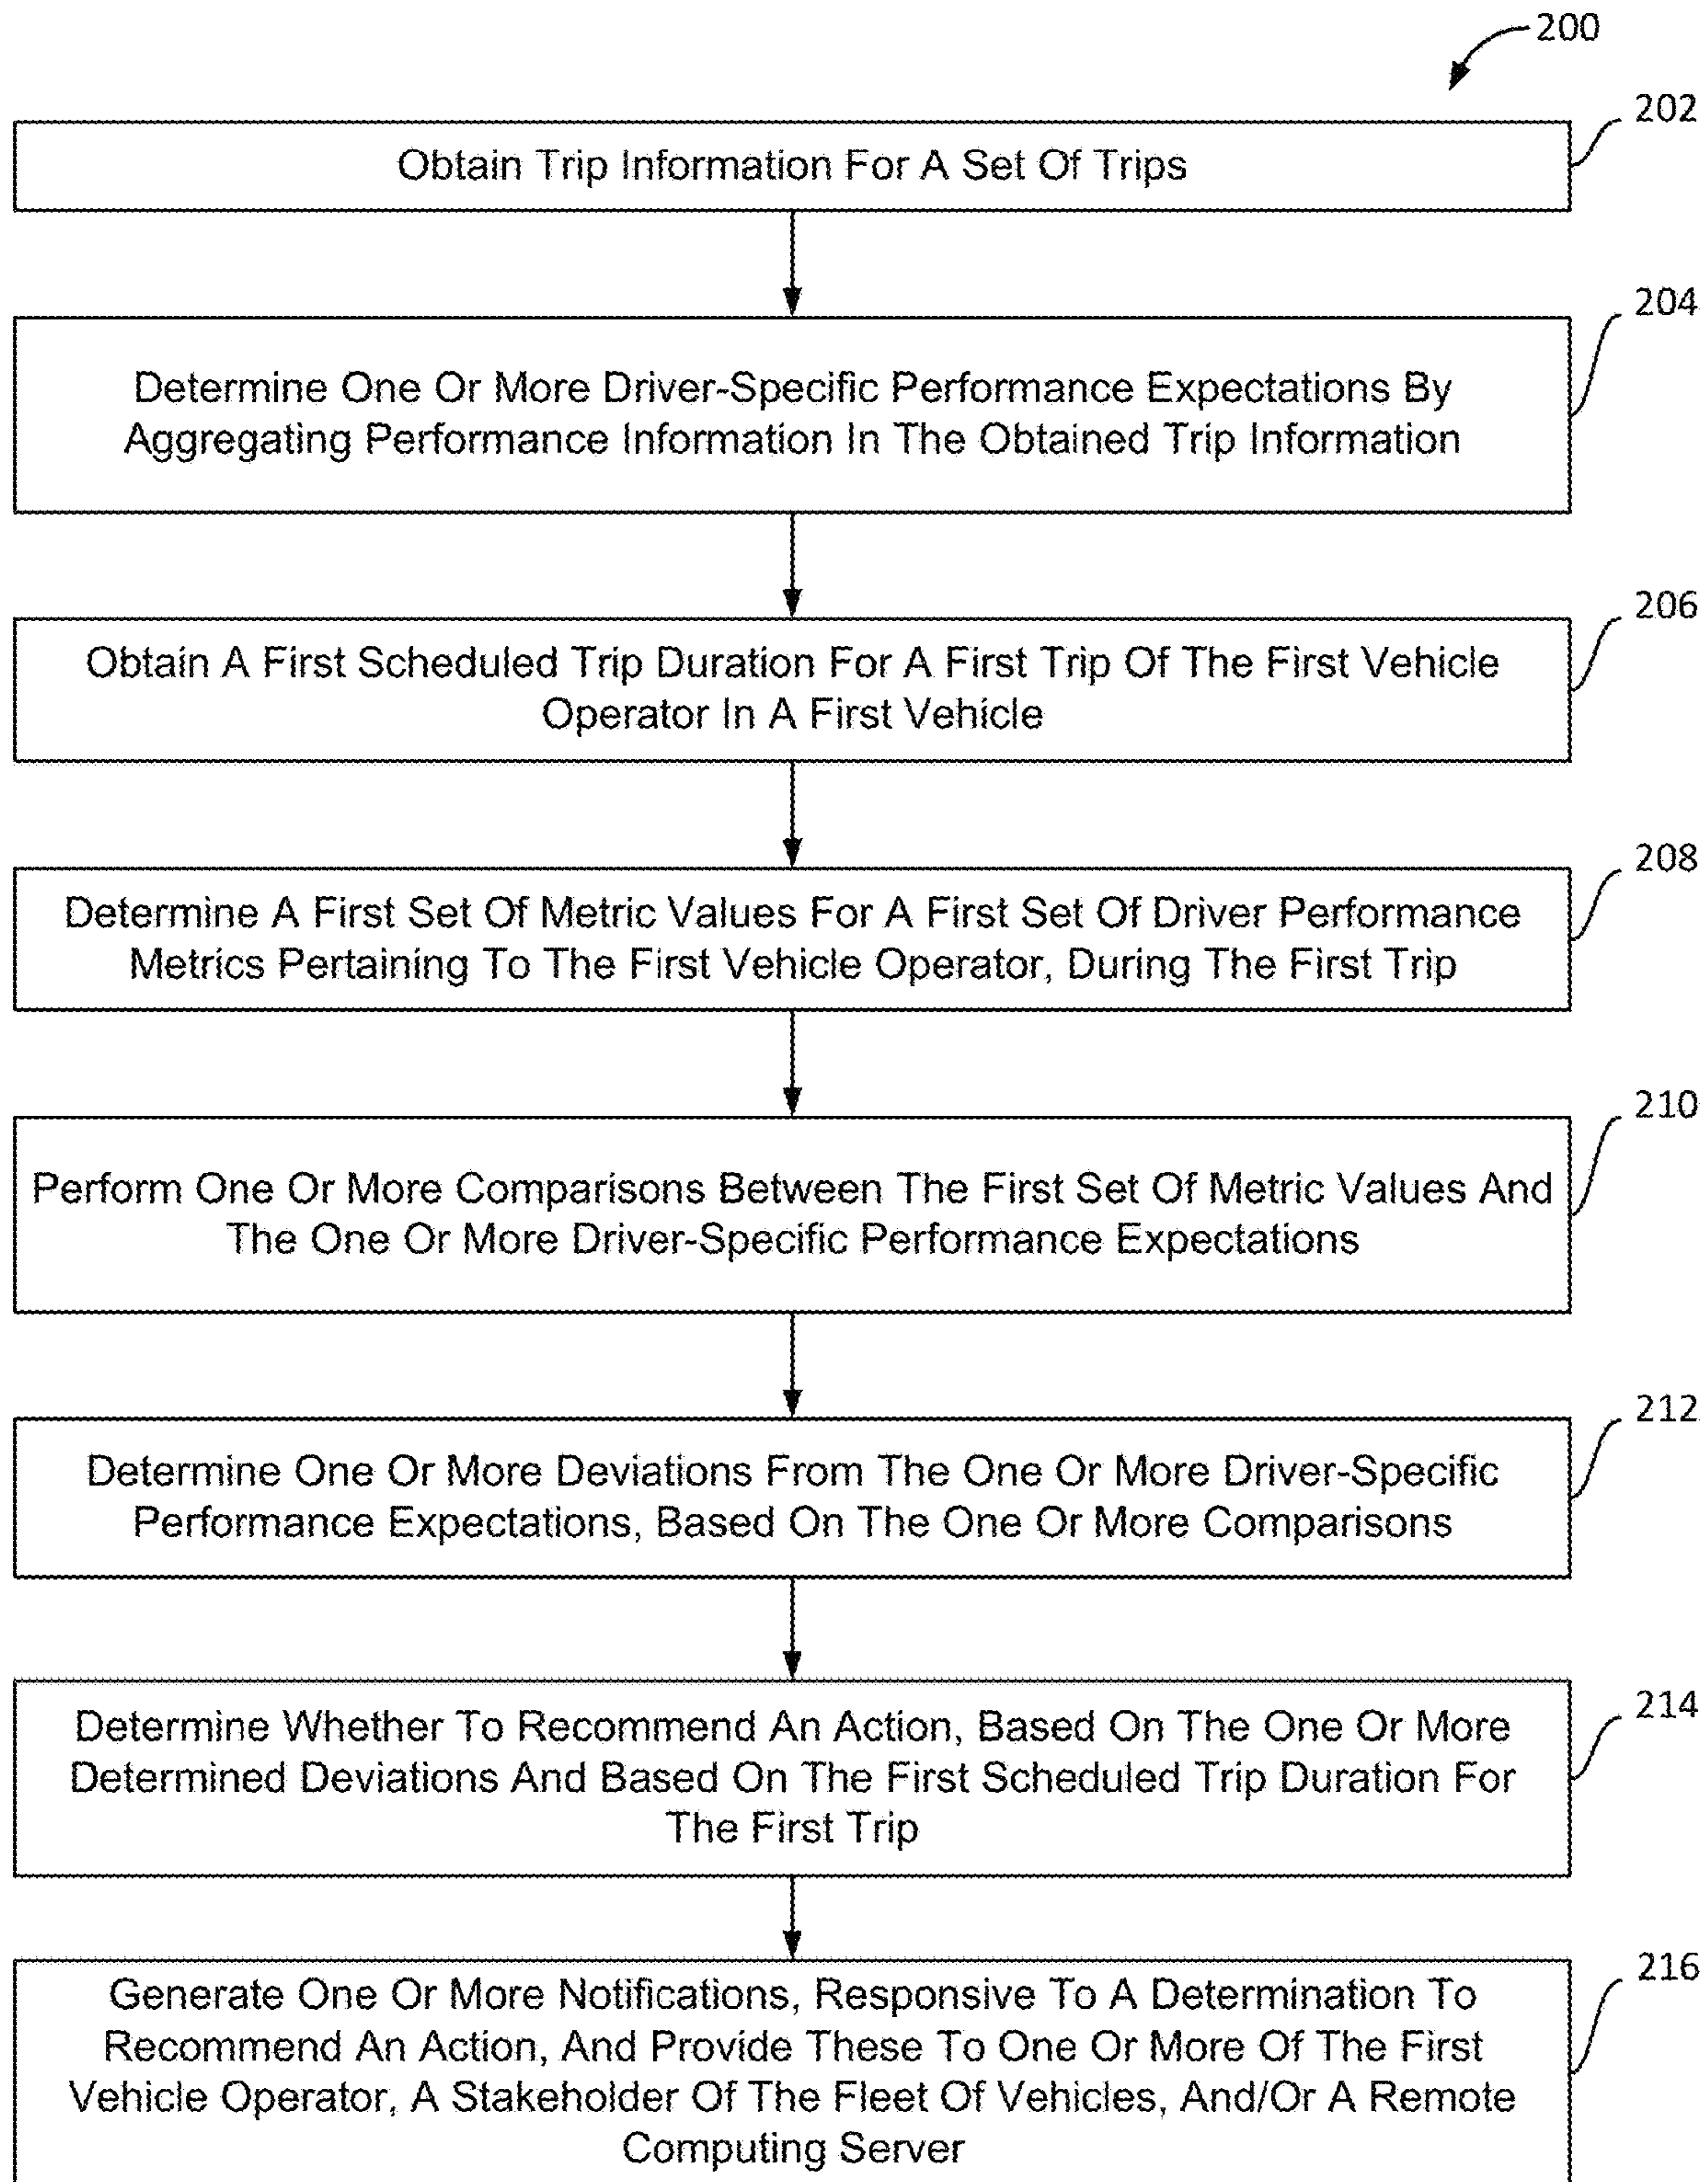 200
202
Obtain Trip Information For A Set Of Trips
204
Determine One Or More Driver-Specific Performance Expectations By
Aggregating Performance Information In The Obtained Trip Information
206
Obtain A First Scheduled Trip Duration For A First Trip Of The First Vehicle
Operator In A First Vehicle
208
Determine A First Set Of Metric Values For A First Set Of Driver Performance
Metrics Pertaining To The First Vehicle Operator, During The First Trip
210
Perform One Or More Comparisons Between The First Set Of Metric Values And
The One Or More Driver-Specific Performance Expectations
212
Determine One Or More Deviations From The One Or More Driver-Specific
Performance Expectations, Based On The One Or More Comparisons
214
Determine Whether To Recommend An Action, Based On The One Or More
Determined Deviations And Based On The First Scheduled Trip Duration For
The First Trip
216
Generate One Or More Notifications, Responsive To A Determination To
Recommend An Action, And Provide These To One Or More Of The First
Vehicle Operator, A Stakeholder Of The Fleet Of Vehicles, And/Or A Remote
Computing Server